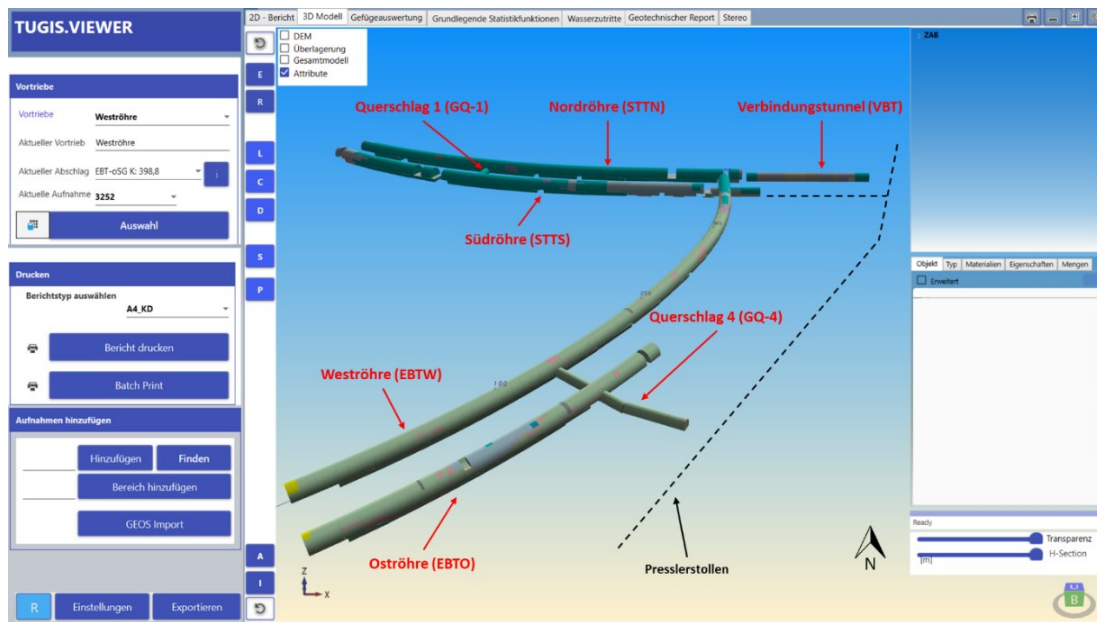 TUGIS.VIEWER
Vortriebe
Vortriebe Weströhre
Aktueller Vortrieb Weströhre
Aktueller Abschlag EBT-oSG K: 398,8
i
Aktuelle Aufnahme 3252
Auswahl
Drucken
Berichtstyp auswählen
A4_KD
Bericht drucken
Batch Print
Aufnahmen hinzufügen
Hinzufügen Finden
Bereich hinzufügen
GEOS Import
R Einstellungen Exportieren
2D - Bericht 3D Modell Gefügeauswertung Grundlegende Statistikfunktionen Wasserzutritte Geotechnischer Report Stereo
E
R
L
C
D
S
P
A
I
DEM
Überlagerung
Gesamtmodell
Attribute
Querschlag 1 (GQ-1)
Nordröhre (STTN)
Verbindungstunnel (VBT)
Südröhre (STTS)
Querschlag 4 (GQ-4)
Weströhre (EBTW)
Oströhre (EBTO)
Presslerstollen
N
Z
X
ZAB
Objekt Typ Materialien Eigenschaften Mengen
Erweitert
Ready
Transparenz
H-Section
[m]
B